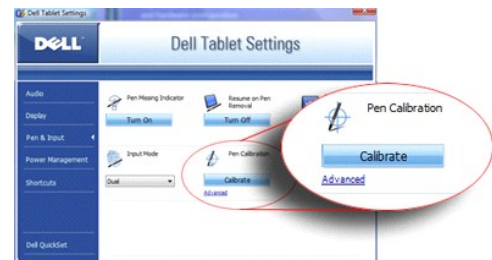 Dell Tablet Settings
DELL
Dell Tablet Settings
Audio
Display
Pen & Input
Power Management
Shortcuts
Dell QuickSet
Pen Missing Indicator
Turn On
Resume on Pen
Removal
Turn Off
Input Mode
Dual
Pen Calibration
Calibrate
Advanced
Pen Calibration
Calibrate
Advanced